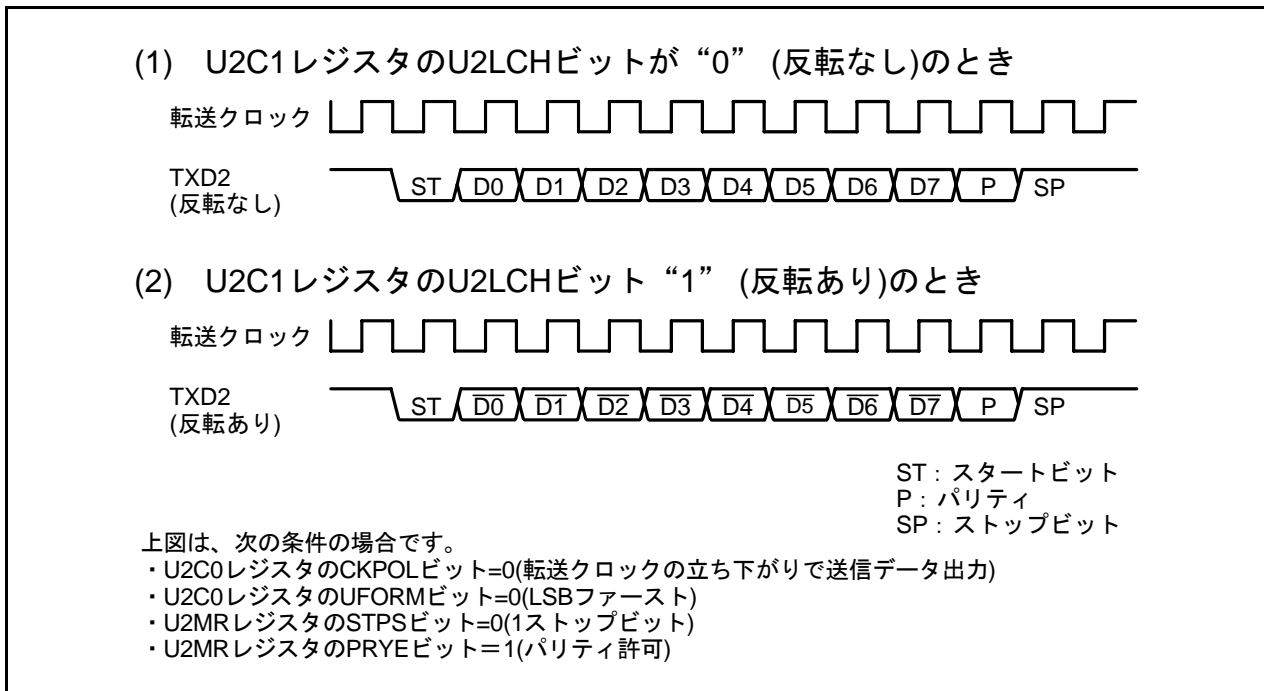 (1) U2C1レジスタのU2LCHビットが“0” (反転なし)のとき
転送クロック
TXD2
(反転なし)
ST D0 D1 D2 D3 D4 D5 D6 D7 P SP
(2) U2C1レジスタのU2LCHビット“1” (反転あり)のとき
転送クロック
TXD2
(反転あり)
ST D̅0̅ D̅1̅ D̅2̅ D̅3̅ D̅4̅ D̅5̅ D̅6̅ D̅7̅ P SP
ST : スタートビット
P : パリティ
SP : ストップビット
上図は、次の条件の場合です。
・U2C0レジスタのCKPOLビット=0(転送クロックの立ち下がりで送信データ出力)
・U2C0レジスタのUFORMビット=0(LSBファースト)
・U2MRレジスタのSTPSビット=0(1ストップビット)
・U2MRレジスタのPRYEビット＝1(パリティ許可)